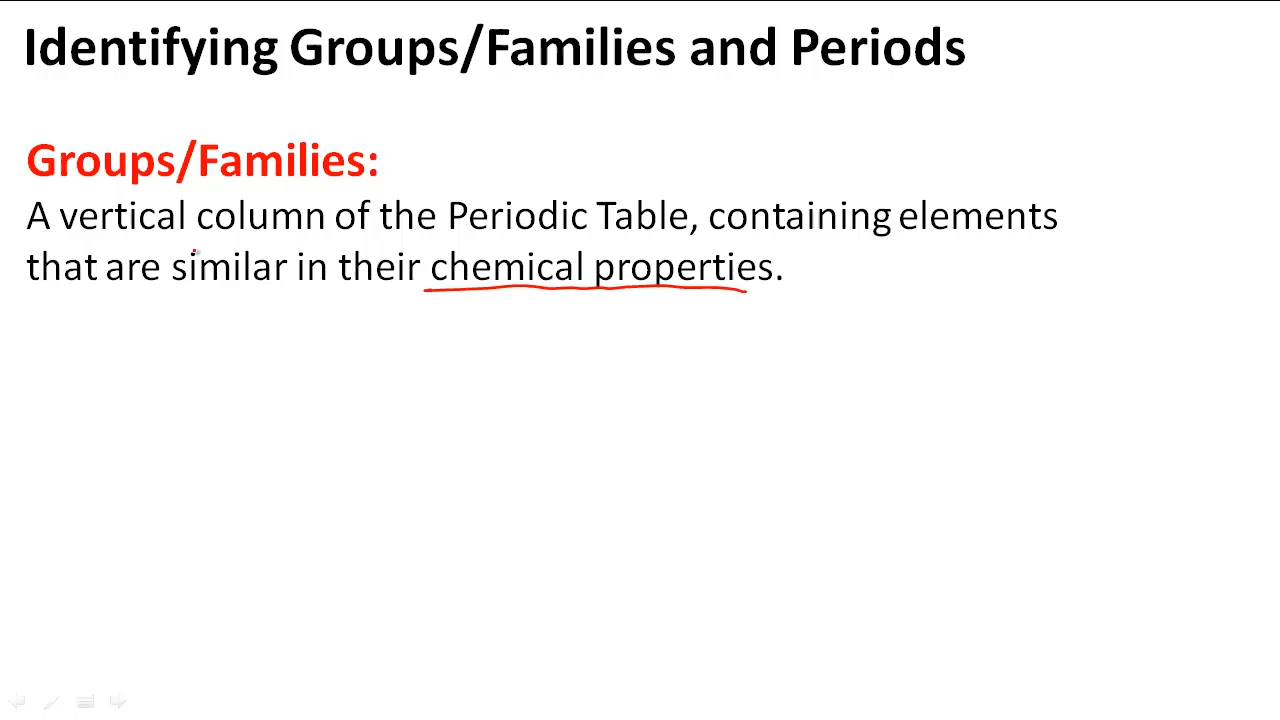 Identifying Groups/Families and Periods
Groups/Families:
A vertical column of the Periodic Table, containing elements
that are similar in their chemical properties.